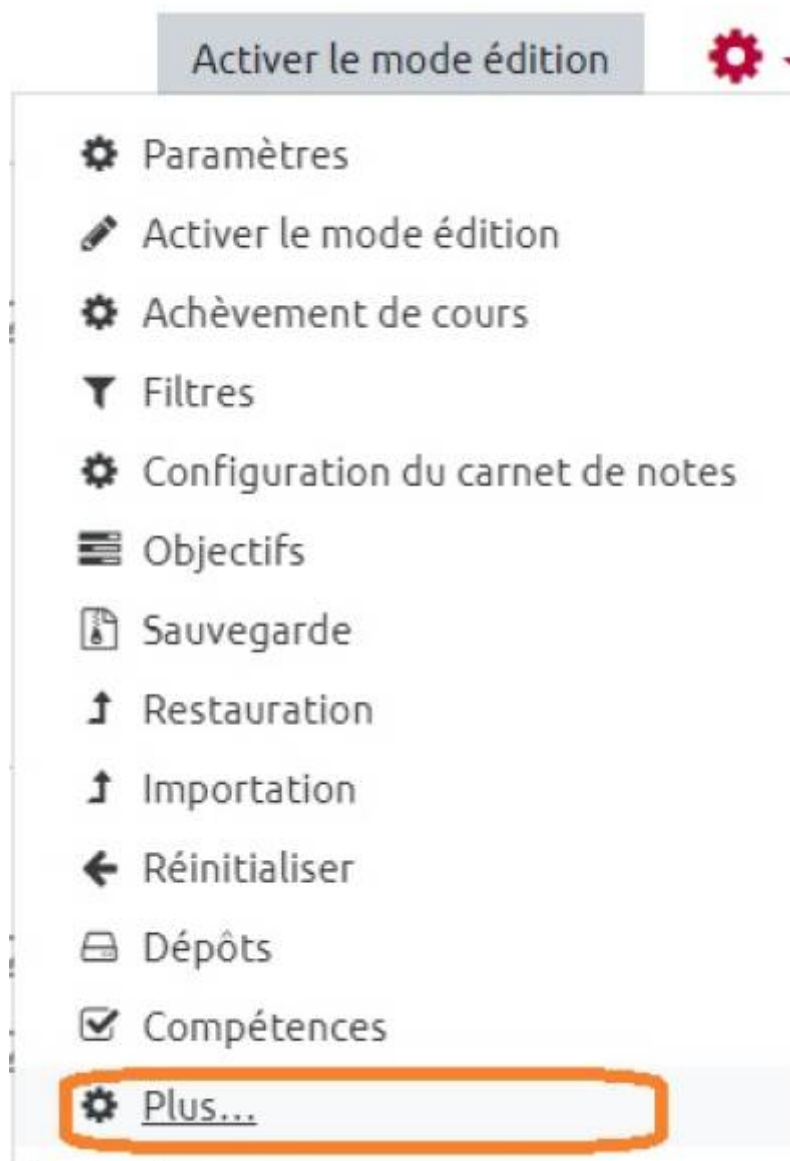 Activer le mode édition
Paramètres
Activer le mode édition
Achèvement de cours
Filtres
Configuration du carnet de notes
Objectifs
Sauvegarde
Restauration
Importation
Réinitialiser
Dépôts
Compétences
Plus...